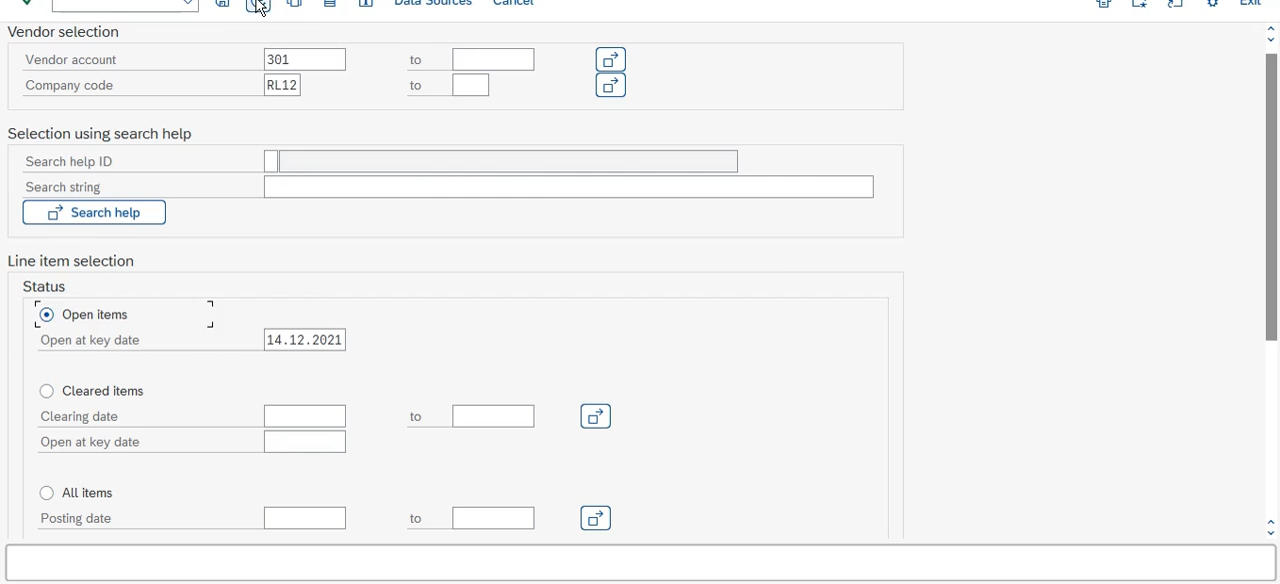 Data Sources Cancel Exit
Vendor selection
Vendor account 301 to
Company code RL12 to
Selection using search help
Search help ID
Search string
Search help
Line item selection
Status
Open items
Open at key date 14.12.2021
Cleared items
Clearing date to
Open at key date
All items
Posting date to